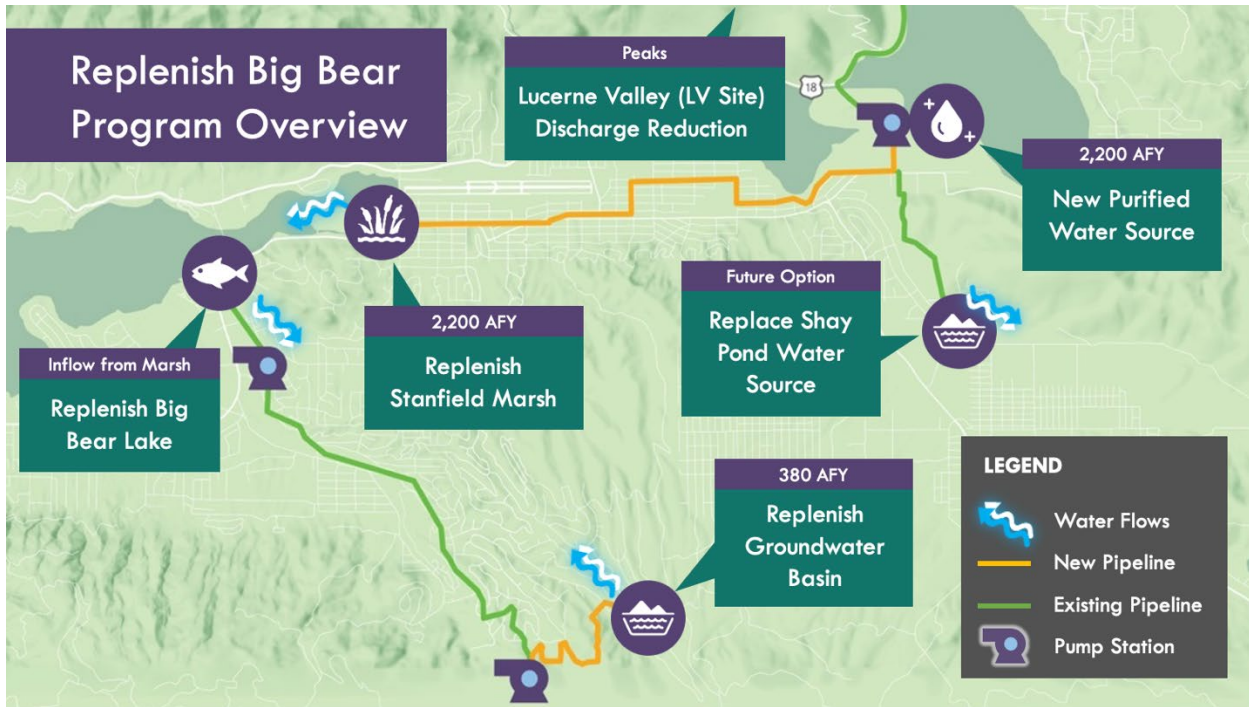 Replenish Big Bear
Program Overview
Peaks
Lucerne Valley (LV Site)
Discharge Reduction
18
2,200 AFY
New Purified
Water Source
Future Option
Replace Shay
Pond Water
Source
2,200 AFY
Replenish
Stanfield Marsh
Inflow from Marsh
Replenish Big
Bear Lake
380 AFY
Replenish
Groundwater
Basin
LEGEND
Water Flows
New Pipeline
Existing Pipeline
Pump Station